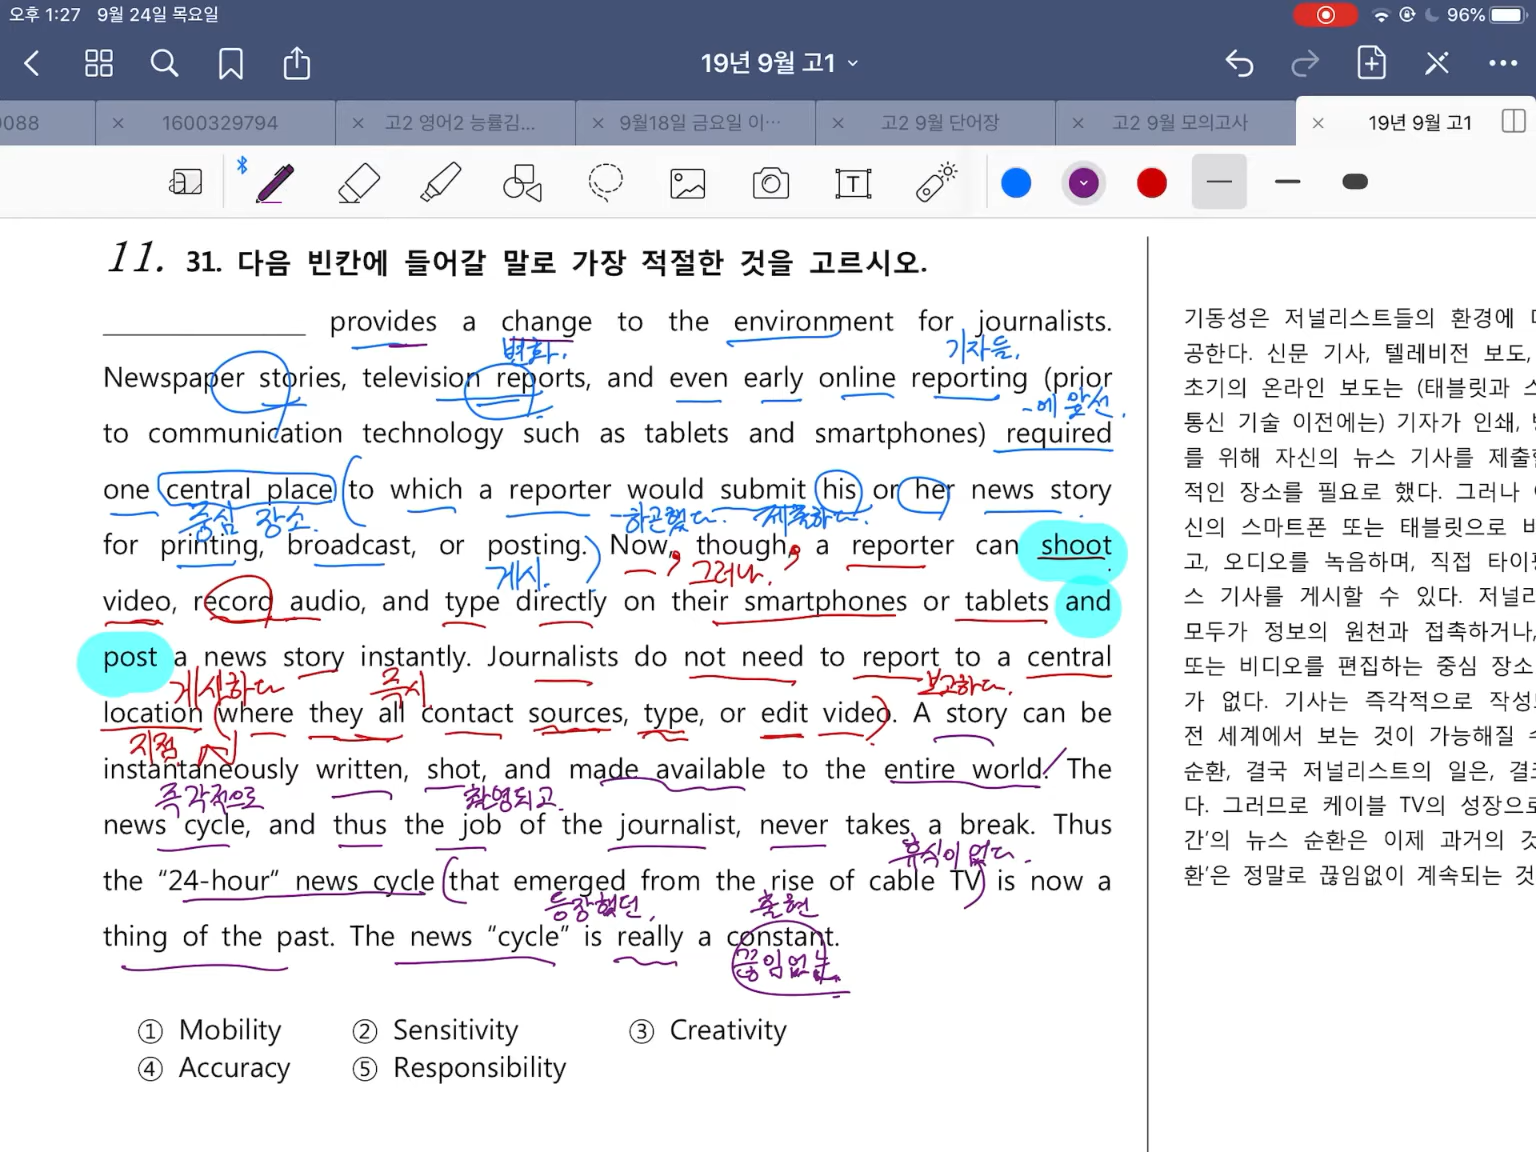 오후 1:27 9월 24일 목요일 96%
19년 9월 고1
0088 × 1600329794 × 고2 영어2 능률김... × 9월18일 금요일 이... × 고2 9월 단어장 × 고2 9월 모의고사 × 19년 9월 고1
11. 31. 다음 빈칸에 들어갈 말로 가장 적절한 것을 고르시오.
____________ provides a change to the environment for journalists.
변화. 기자들.
Newspaper stories, television reports, and even early online reporting (prior
~에 앞선.
to communication technology such as tablets and smartphones) required
one central place to which a reporter would submit his or her news story
중심 장소. ~하곤했다. 제출하다.
for printing, broadcast, or posting. Now, though, a reporter can shoot
게시. 그러나.
video, record audio, and type directly on their smartphones or tablets and
post a news story instantly. Journalists do not need to report to a central
게시하다 즉시 보고하다.
location where they all contact sources, type, or edit video. A story can be
지점
instantaneously written, shot, and made available to the entire world. The
즉각적으로 촬영되고.
news cycle, and thus the job of the journalist, never takes a break. Thus
휴식이 없다.
the "24-hour" news cycle that emerged from the rise of cable TV is now a
등장했던. 출현
thing of the past. The news "cycle" is really a constant.
끊임없는
① Mobility ② Sensitivity ③ Creativity
④ Accuracy ⑤ Responsibility
기동성은 저널리스트들의 환경에
공한다. 신문 기사, 텔레비전 보도,
초기의 온라인 보도는 (태블릿과
통신 기술 이전에는) 기자가 인쇄,
를 위해 자신의 뉴스 기사를 제출할
적인 장소를 필요로 했다. 그러나
신의 스마트폰 또는 태블릿으로
고, 오디오를 녹음하며, 직접 타이핑
스 기사를 게시할 수 있다. 저널리
모두가 정보의 원천과 접촉하거나,
또는 비디오를 편집하는 중심 장소
가 없다. 기사는 즉각적으로 작성
전 세계에서 보는 것이 가능해질 수
순환, 결국 저널리스트의 일은, 결코
다. 그러므로 케이블 TV의 성장으로
간'의 뉴스 순환은 이제 과거의 것
환'은 정말로 끊임없이 계속되는 것